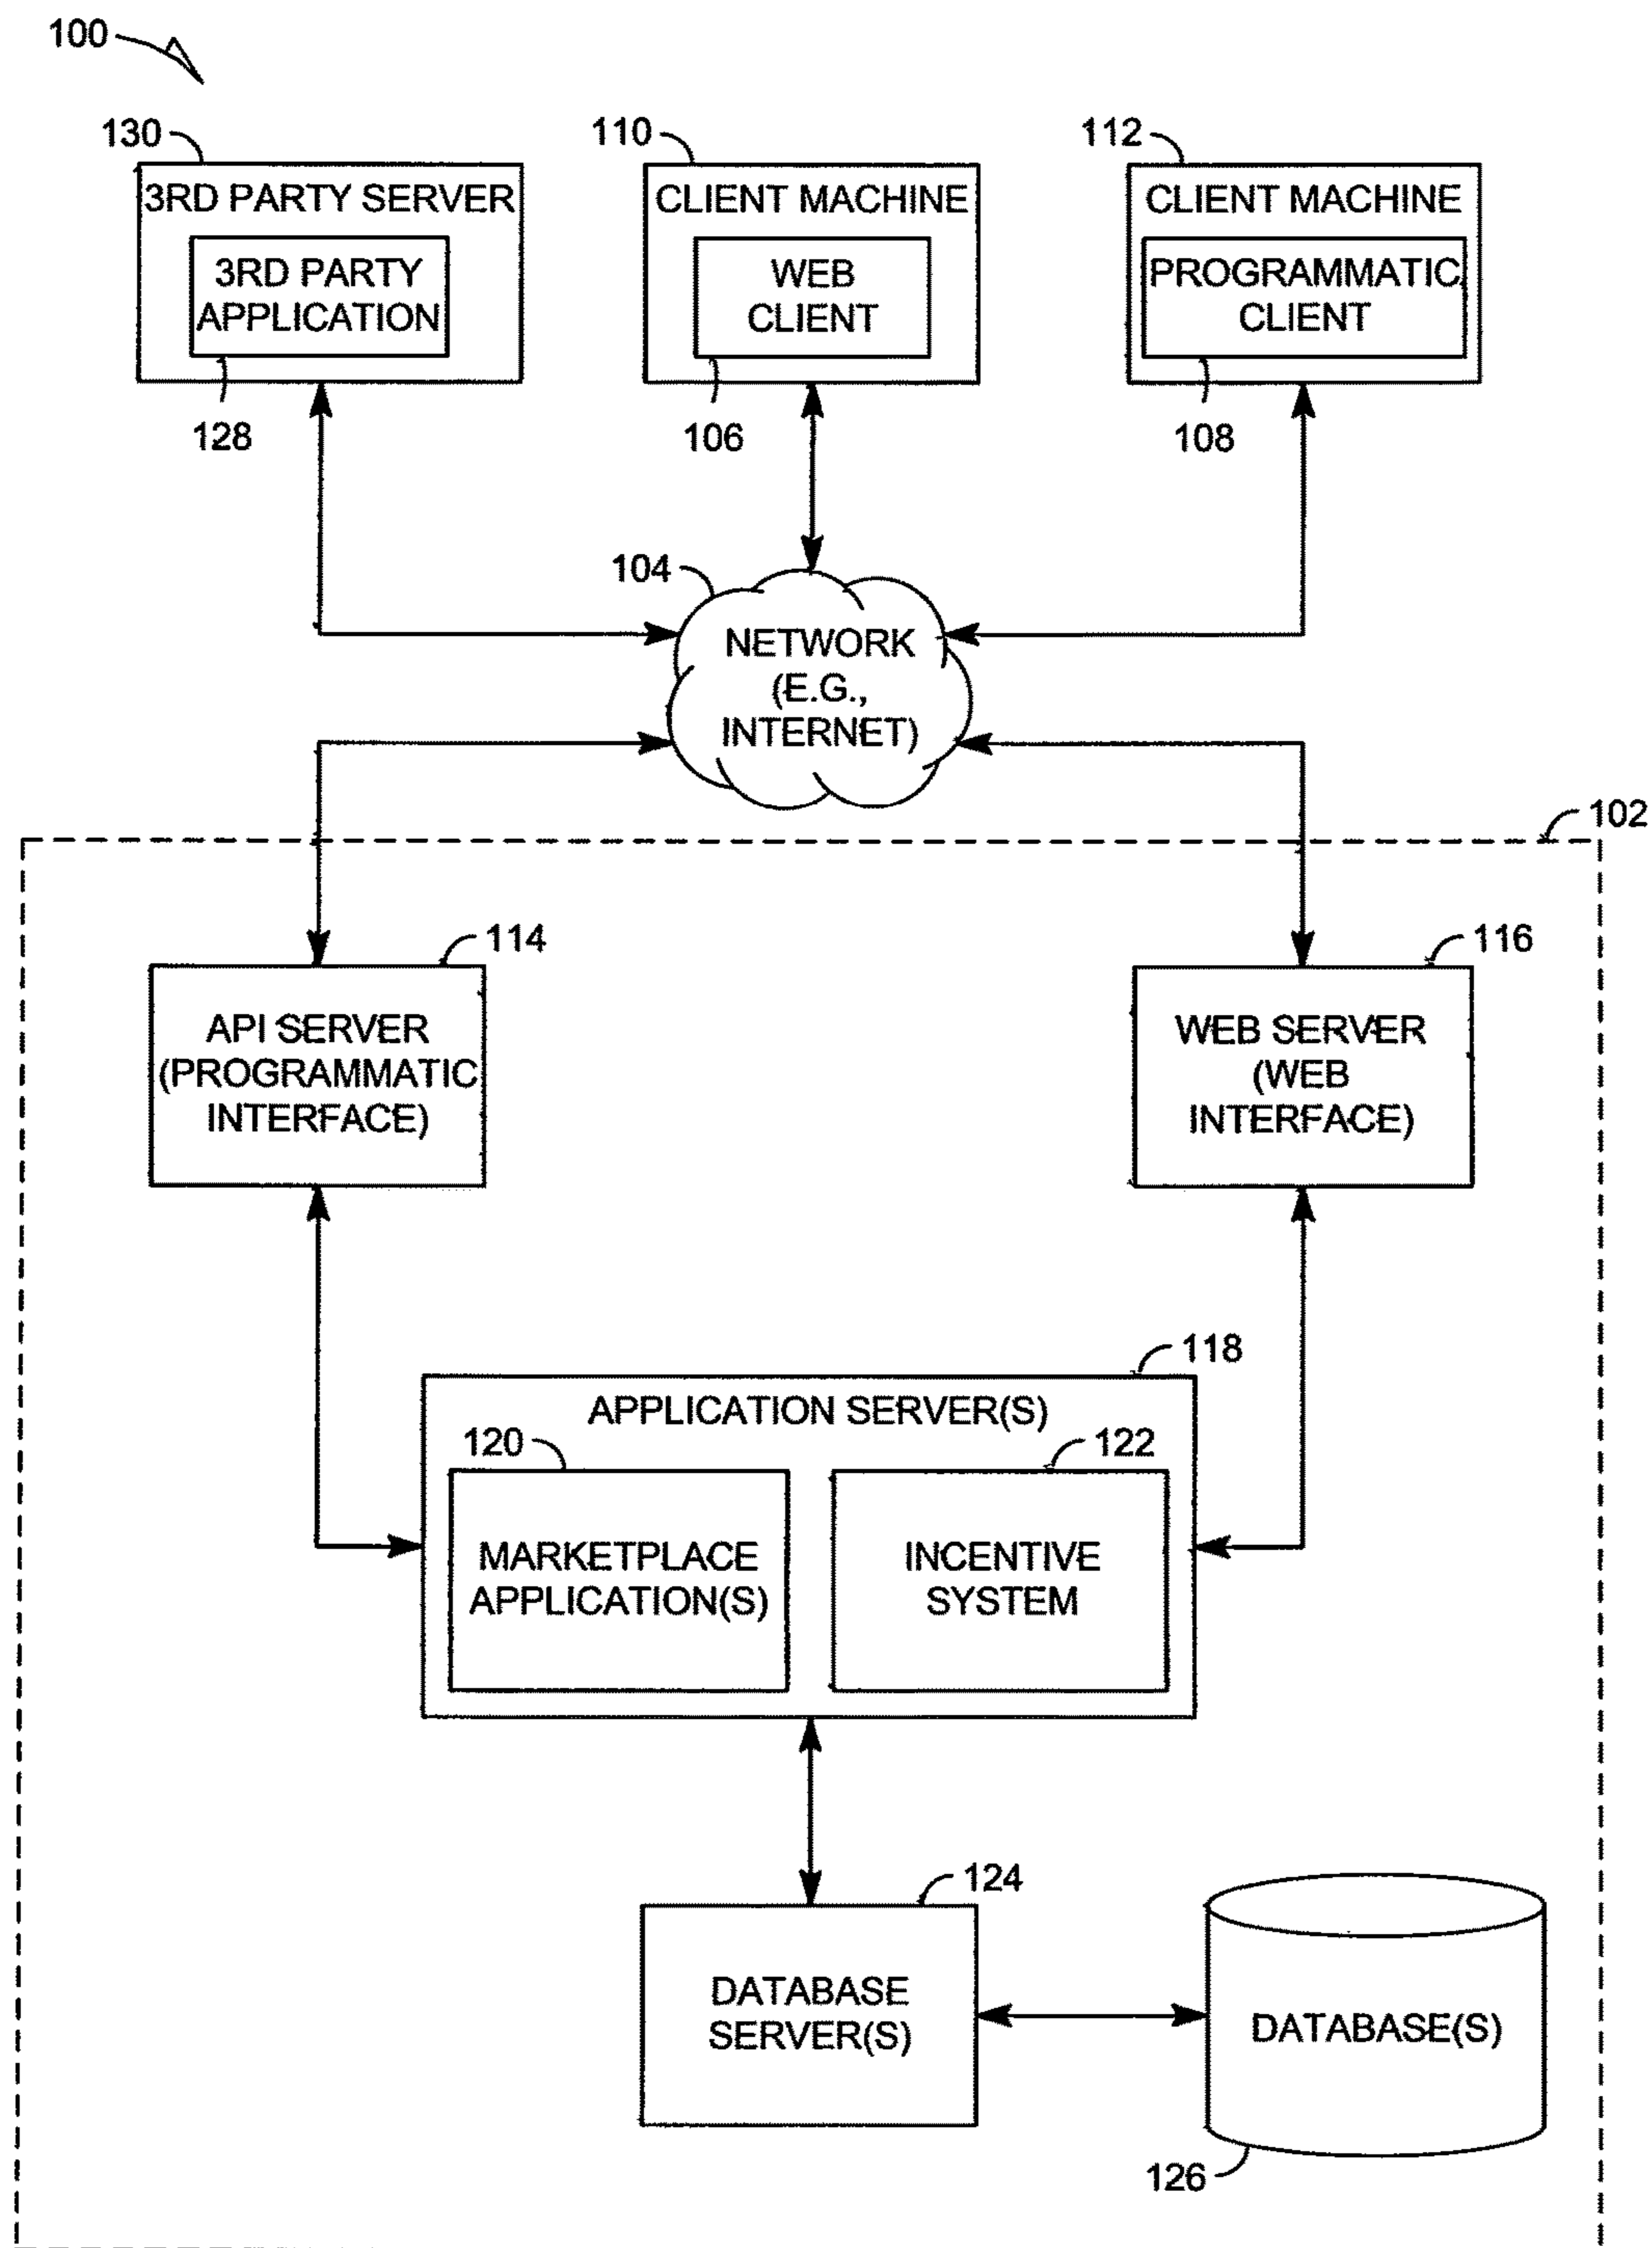 100
130
110
112
3RD PARTY SERVER
3RD PARTY
APPLICATION
128
CLIENT MACHINE
WEB
CLIENT
106
CLIENT MACHINE
PROGRAMMATIC
CLIENT
108
104
NETWORK
(E.G.,
INTERNET)
102
114
API SERVER
(PROGRAMMATIC
INTERFACE)
116
WEB SERVER
(WEB
INTERFACE)
118
APPLICATION SERVER(S)
120
MARKETPLACE
APPLICATION(S)
122
INCENTIVE
SYSTEM
124
DATABASE
SERVER(S)
DATABASE(S)
126